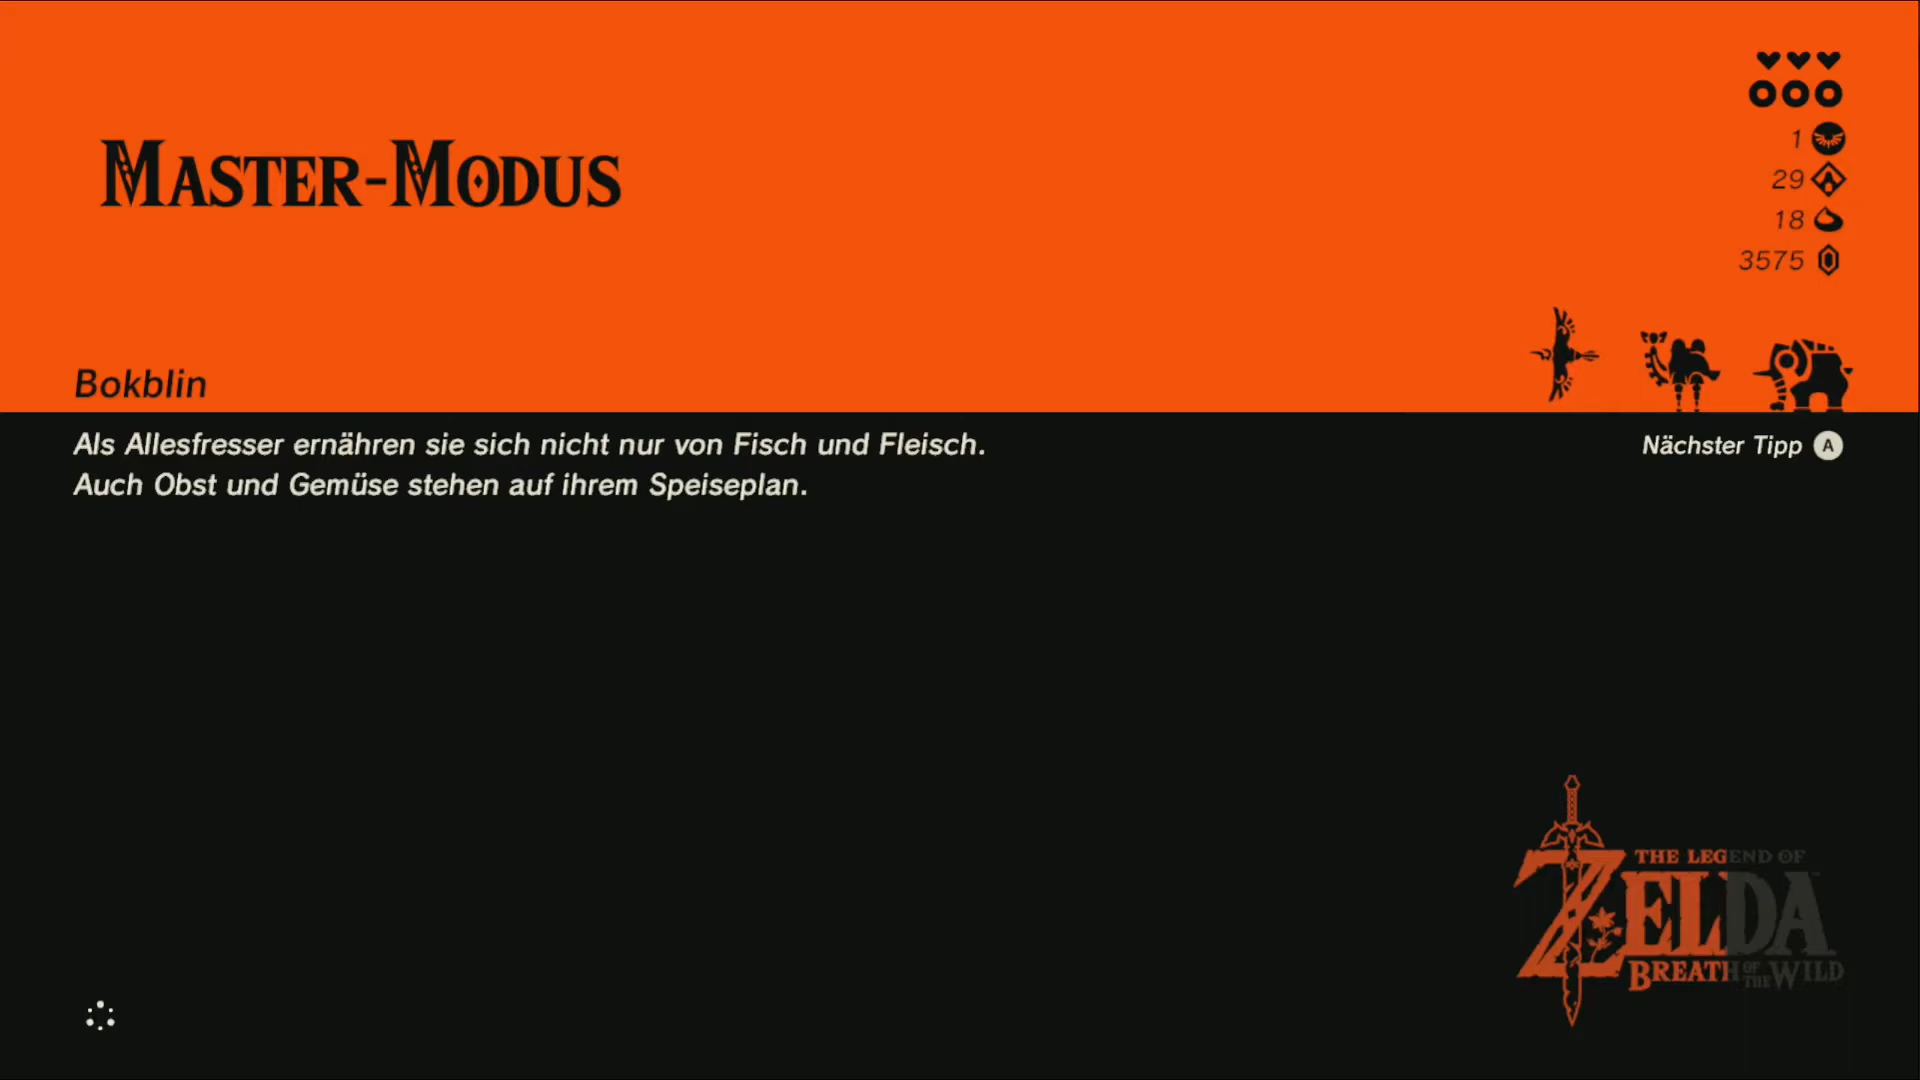 MASTER-MODUS
1
29
18
3575
Bokblin
Als Allesfresser ernähren sie sich nicht nur von Fisch und Fleisch.
Auch Obst und Gemüse stehen auf ihrem Speiseplan.
Nächster Tipp A
THE LEGEND OF
ZELDA
BREATH OF THE WILD